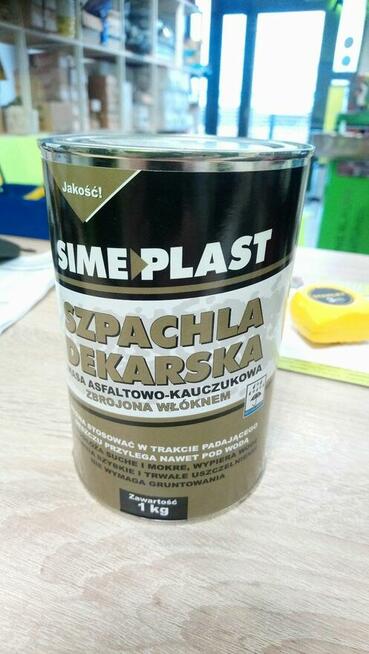 Jakość!
SIMEPLAST
SZPACHLA
DEKARSKA
MASA ASFALTOWO-KAUCZUKOWA
ZBROJONA WŁÓKNEM
STOSOWAĆ W TRAKCIE PADAJĄCEGO
DESZCZU PRZYLEGA NAWET POD WODĄ
SUCHE I MOKRE, WYPIERA WODĘ
SZYBKIE I TRWAŁE USZCZELNIENIE
NIE WYMAGA GRUNTOWANIA
Zawartość
1 kg